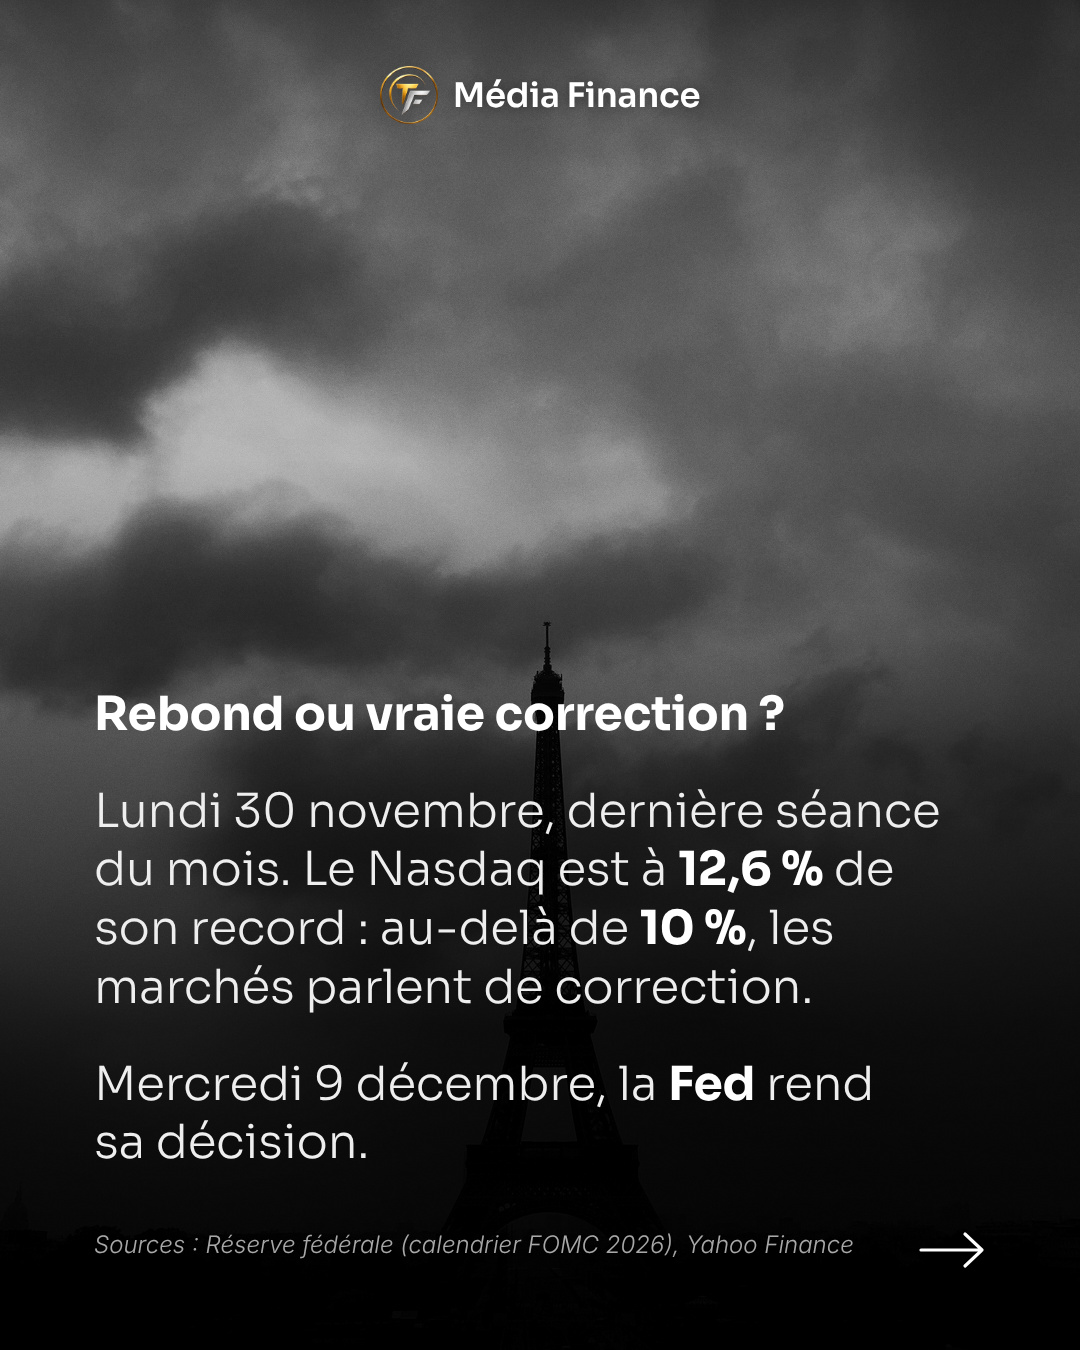 TF Média Finance
Rebond ou vraie correction ?
Lundi 30 novembre, dernière séance
du mois. Le Nasdaq est à 12,6 % de
son record : au-delà de 10 %, les
marchés parlent de correction.
Mercredi 9 décembre, la Fed rend
sa décision.
Sources : Réserve fédérale (calendrier FOMC 2026), Yahoo Finance